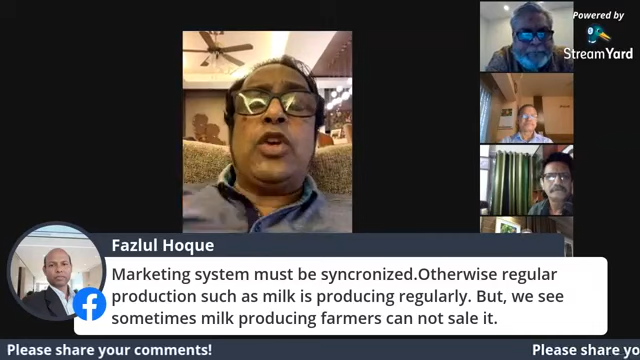 Powered by
StreamYard
Fazlul Hoque
Marketing system must be syncronized.Otherwise regular
production such as milk is producing regularly. But, we see
sometimes milk producing farmers can not sale it.
Please share your comments!
Please share yo